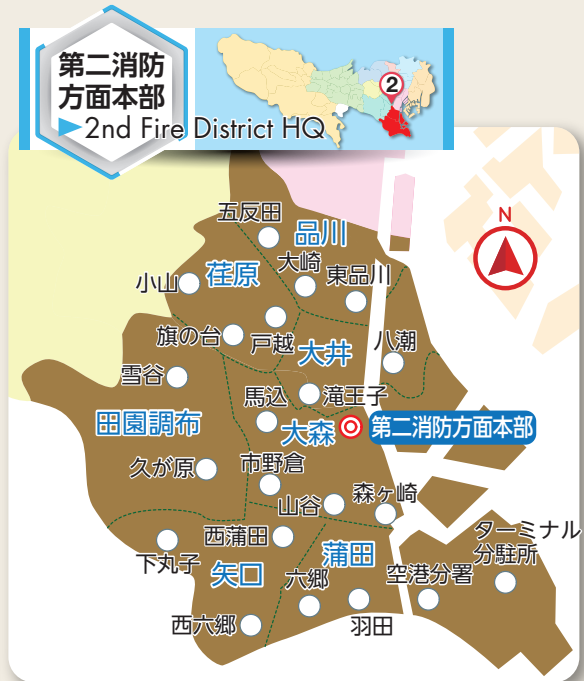 第二消防
方面本部
2nd Fire District HQ
2
N
五反田
品川
大崎
東品川
小山
荏原
旗の台
戸越
大井
八潮
雪谷
馬込
滝王子
田園調布
大森
第二消防方面本部
久が原
市野倉
山谷
森ヶ崎
ターミナル
分駐所
西蒲田
下丸子
蒲田
矢口
六郷
空港分署
西六郷
羽田